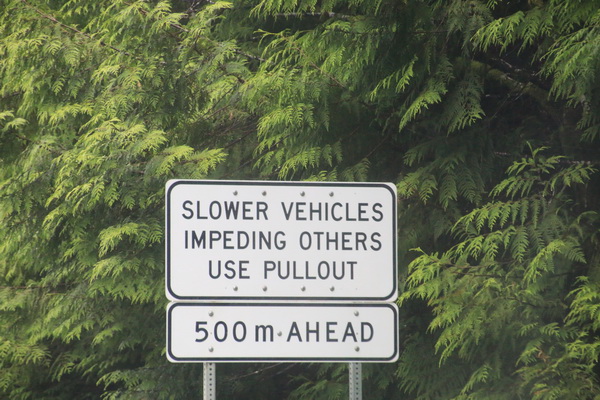 SLOWER VEHICLES
IMPEDING OTHERS
USE PULLOUT
500 m AHEAD